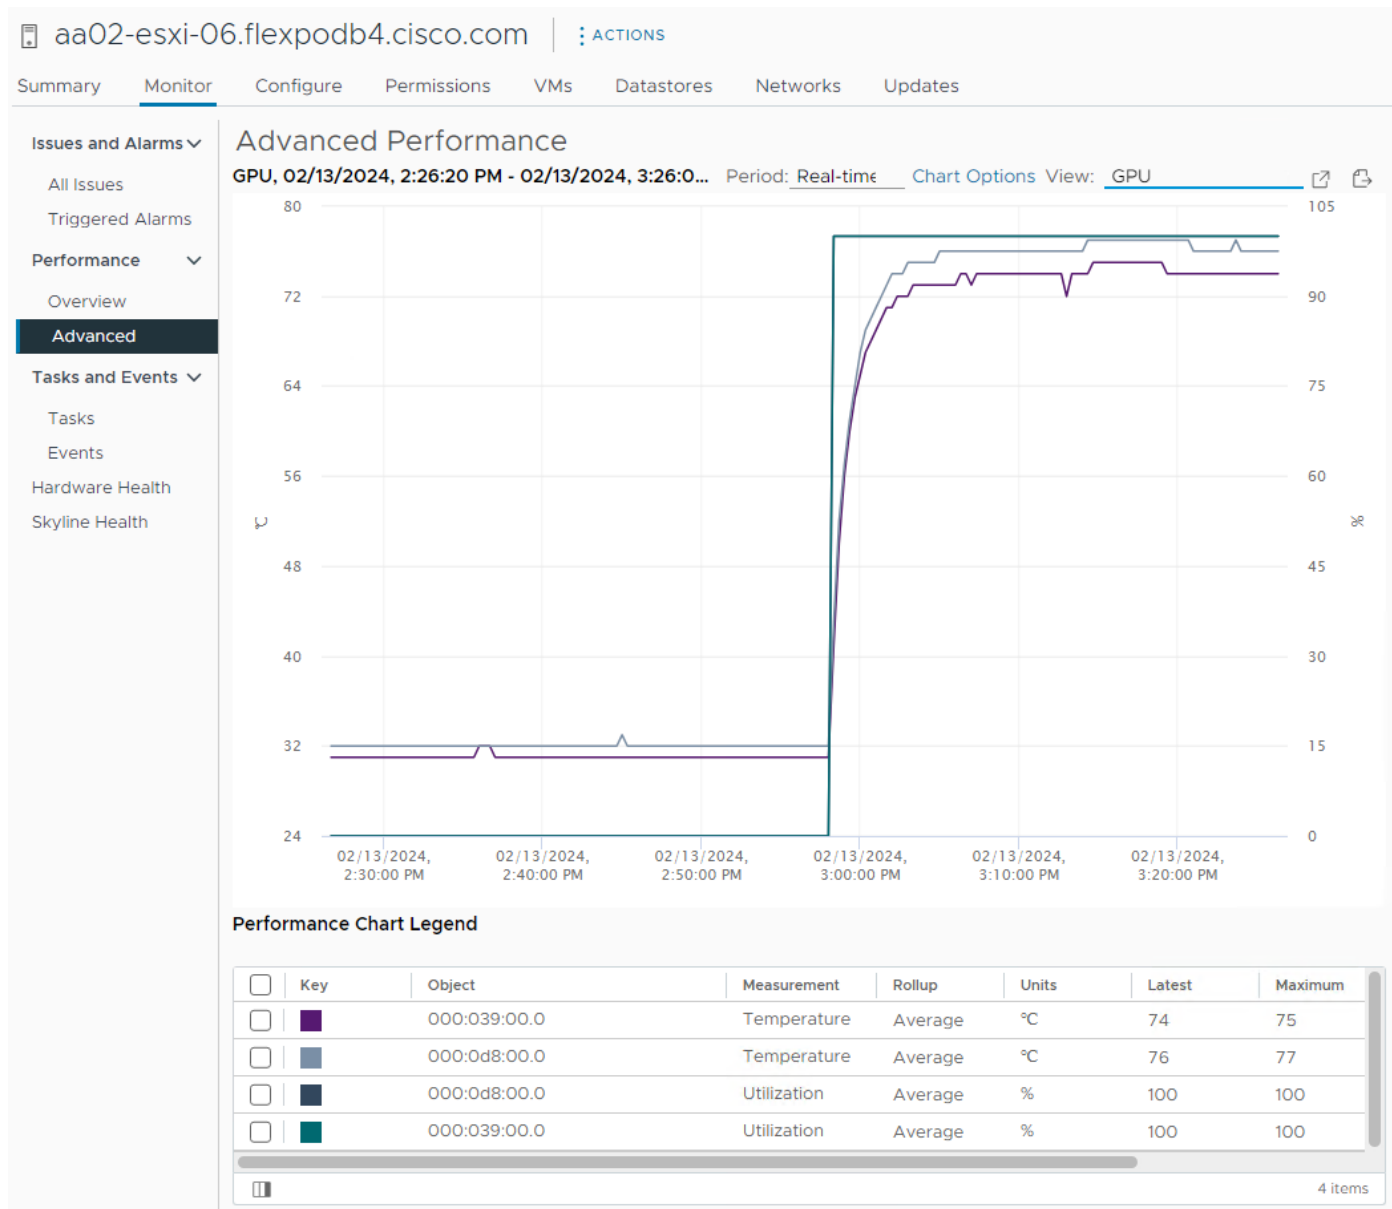 aa02-esxi-06.flexpodb4.cisco.com ACTIONS
Summary Monitor Configure Permissions VMs Datastores Networks Updates
Issues and Alarms
All Issues
Triggered Alarms
Performance
Overview
Advanced
Tasks and Events
Tasks
Events
Hardware Health
Skyline Health
Advanced Performance
GPU, 02/13/2024, 2:26:20 PM - 02/13/2024, 3:26:0... Period: Real-time Chart Options View: GPU
80 105
72 90
64 75
56 60
°C %
48 45
40 30
32 15
24 0
02/13/2024, 02/13/2024, 02/13/2024, 02/13/2024, 02/13/2024, 02/13/2024,
2:30:00 PM 2:40:00 PM 2:50:00 PM 3:00:00 PM 3:10:00 PM 3:20:00 PM
Performance Chart Legend
Key Object Measurement Rollup Units Latest Maximum
000:039:00.0 Temperature Average °C 74 75
000:0d8:00.0 Temperature Average °C 76 77
000:0d8:00.0 Utilization Average % 100 100
000:039:00.0 Utilization Average % 100 100
4 items